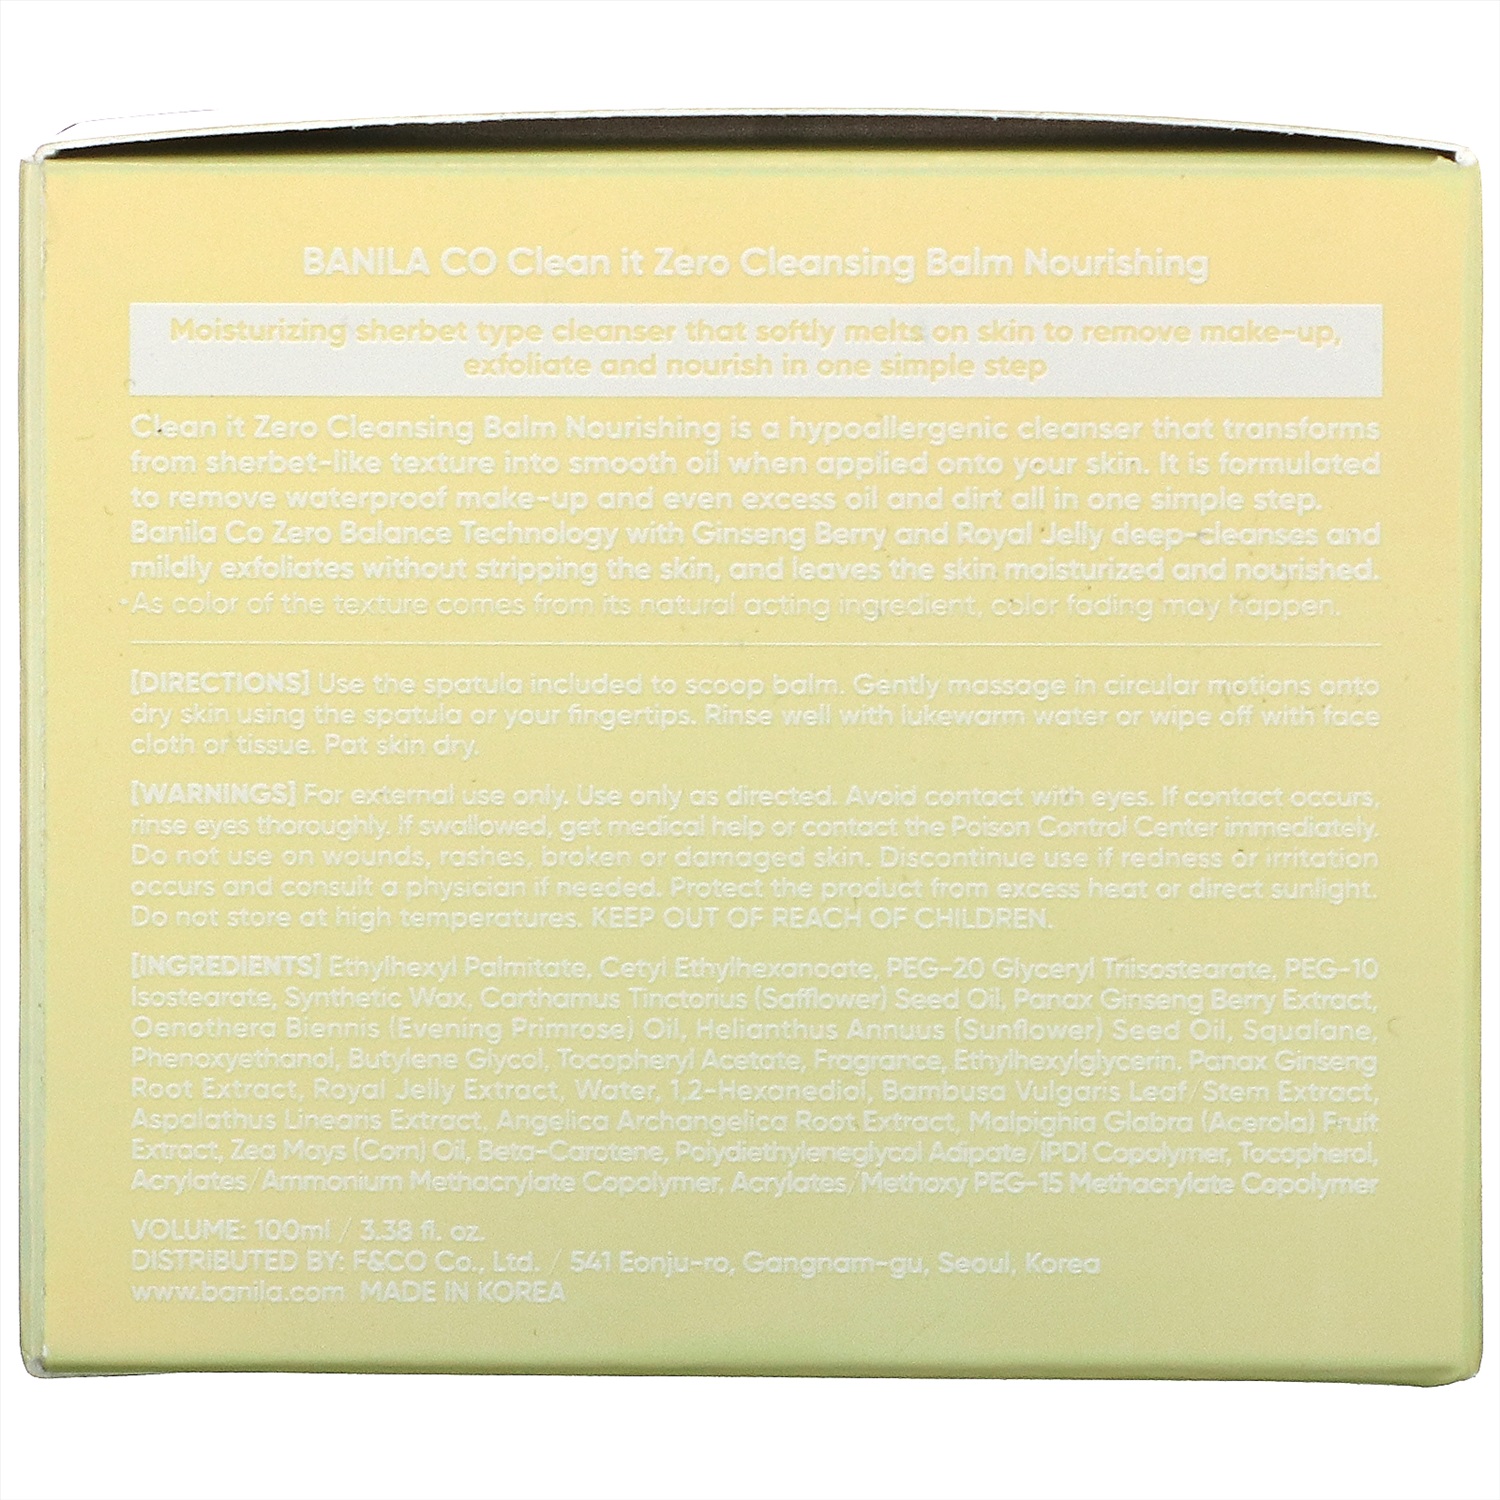 BANILA CO Clean it Zero Cleansing Balm Nourishing
Moisturizing sherbet type cleanser that softly melts on skin to remove make-up,
exfoliate and nourish in one simple step
Clean it Zero Cleansing Balm Nourishing is a hypoallergenic cleanser that transforms
from sherbet-like texture into smooth oil when applied onto your skin. It is formulated
to remove waterproof make-up and even excess oil and dirt all in one simple step.
Banila Co Zero Balance Technology with Ginseng Berry and Royal Jelly deep-cleanses and
mildly exfoliates without stripping the skin, and leaves the skin moisturized and nourished.
*As color of the texture comes from its natural acting ingredient, color fading may happen.
[DIRECTIONS] Use the spatula included to scoop balm. Gently massage in circular motions onto
dry skin using the spatula or your fingertips. Rinse well with lukewarm water or wipe off with face
cloth or tissue. Pat skin dry.
[WARNINGS] For external use only. Use only as directed. Avoid contact with eyes. If contact occurs,
rinse eyes thoroughly. If swallowed, get medical help or contact the Poison Control Center immediately.
Do not use on wounds, rashes, broken or damaged skin. Discontinue use if redness or irritation
occurs and consult a physician if needed. Protect the product from excess heat or direct sunlight.
Do not store at high temperatures. KEEP OUT OF REACH OF CHILDREN.
[INGREDIENTS] Ethylhexyl Palmitate, Cetyl Ethylhexanoate, PEG-20 Glyceryl Triisostearate, PEG-10
Isostearate, Synthetic Wax, Carthamus Tinctorius (Safflower) Seed Oil, Panax Ginseng Berry Extract,
Oenothera Biennis (Evening Primrose) Oil, Helianthus Annuus (Sunflower) Seed Oil, Squalane,
Phenoxyethanol, Butylene Glycol, Tocopheryl Acetate, Fragrance, Ethylhexylglycerin, Panax Ginseng
Root Extract, Royal Jelly Extract, Water, 1,2-Hexanediol, Bambusa Vulgaris Leaf/Stem Extract,
Aspalathus Linearis Extract, Angelica Archangelica Root Extract, Malpighia Glabra (Acerola) Fruit
Extract, Zea Mays (Corn) Oil, Beta-Carotene, Polydiethyleneglycol Adipate/IPDI Copolymer, Tocopherol,
Acrylates/Ammonium Methacrylate Copolymer, Acrylates/Methoxy PEG-15 Methacrylate Copolymer
VOLUME: 100ml / 3.38 fl. oz.
DISTRIBUTED BY: F&CO Co., Ltd. / 541 Eonju-ro, Gangnam-gu, Seoul, Korea
www.banila.com MADE IN KOREA